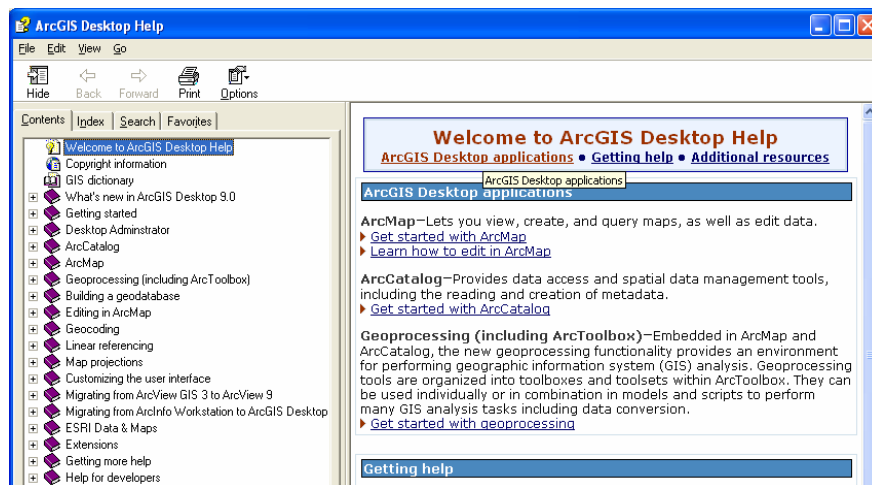 ArcGIS Desktop Help
File Edit View Go
Hide Back Forward Print Options
Contents Index Search Favorites
Welcome to ArcGIS Desktop Help
Copyright information
GIS dictionary
What's new in ArcGIS Desktop 9.0
Getting started
Desktop Adminstrator
ArcCatalog
ArcMap
Geoprocessing (including ArcToolbox)
Building a geodatabase
Editing in ArcMap
Geocoding
Linear referencing
Map projections
Customizing the user interface
Migrating from ArcView GIS 3 to ArcView 9
Migrating from ArcInfo Workstation to ArcGIS Desktop
ESRI Data & Maps
Extensions
Getting more help
Help for developers
Welcome to ArcGIS Desktop Help
ArcGIS Desktop applications • Getting help • Additional resources
ArcGIS Desktop applications
ArcGIS Desktop applications
ArcMap—Lets you view, create, and query maps, as well as edit data.
Get started with ArcMap
Learn how to edit in ArcMap
ArcCatalog—Provides data access and spatial data management tools,
including the reading and creation of metadata.
Get started with ArcCatalog
Geoprocessing (including ArcToolbox)—Embedded in ArcMap and
ArcCatalog, the new geoprocessing functionality provides an environment
for performing geographic information system (GIS) analysis. Geoprocessing
tools are organized into toolboxes and toolsets within ArcToolbox. They can
be used individually or in combination in models and scripts to perform
many GIS analysis tasks including data conversion.
Get started with geoprocessing
Getting help